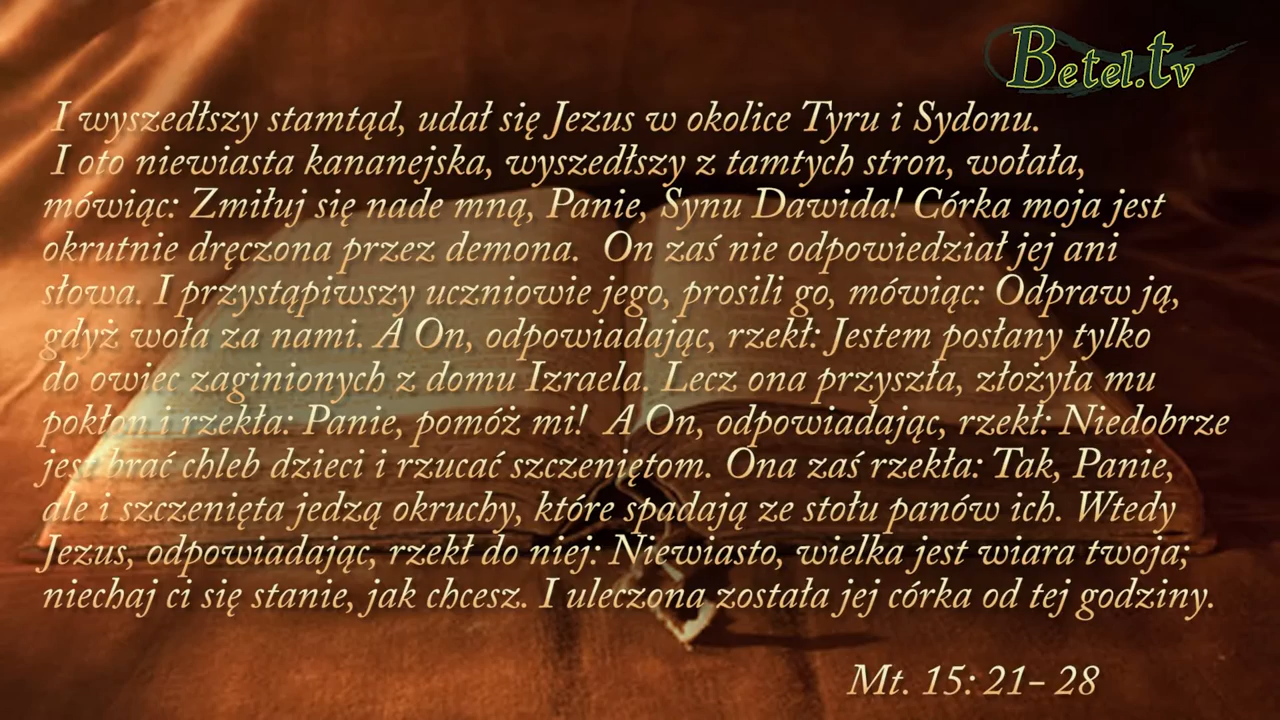 Betel.tv
I wyszedłszy stamtąd, udał się Jezus w okolice Tyru i Sydonu.
I oto niewiasta kananejska, wyszedłszy z tamtych stron, wołała,
mówiąc: Zmiłuj się nade mną, Panie, Synu Dawida! Córka moja jest
okrutnie dręczona przez demona. On zaś nie odpowiedział jej ani
słowa. I przystąpiwszy uczniowie jego, prosili go, mówiąc: Odpraw ją,
gdyż woła za nami. A On, odpowiadając, rzekł: Jestem posłany tylko
do owiec zaginionych z domu Izraela. Lecz ona przyszła, złożyła mu
pokłon i rzekła: Panie, pomóż mi! A On, odpowiadając, rzekł: Niedobrze
jest brać chleb dzieci i rzucać szczeniętom. Ona zaś rzekła: Tak, Panie,
ale i szczenięta jedzą okruchy, które spadają ze stołu panów ich. Wtedy
Jezus, odpowiadając, rzekł do niej: Niewiasto, wielka jest wiara twoja;
niechaj ci się stanie, jak chcesz. I uleczona została jej córka od tej godziny.
Mt. 15: 21- 28